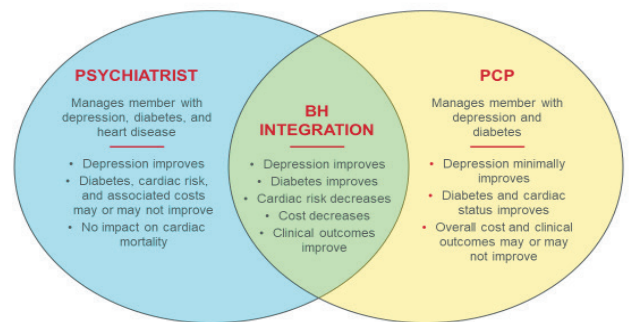 PSYCHIATRIST
Manages member with
depression, diabetes, and
heart disease
• Depression improves
• Diabetes, cardiac risk,
and associated costs
may or may not improve
• No impact on cardiac
mortality
BH
INTEGRATION
• Depression improves
• Diabetes improves
• Cardiac risk decreases
• Cost decreases
• Clinical outcomes
improve
PCP
Manages member with
depression and
diabetes
• Depression minimally
improves
• Diabetes and cardiac
status improves
• Overall cost and clinical
outcomes may or may
not improve